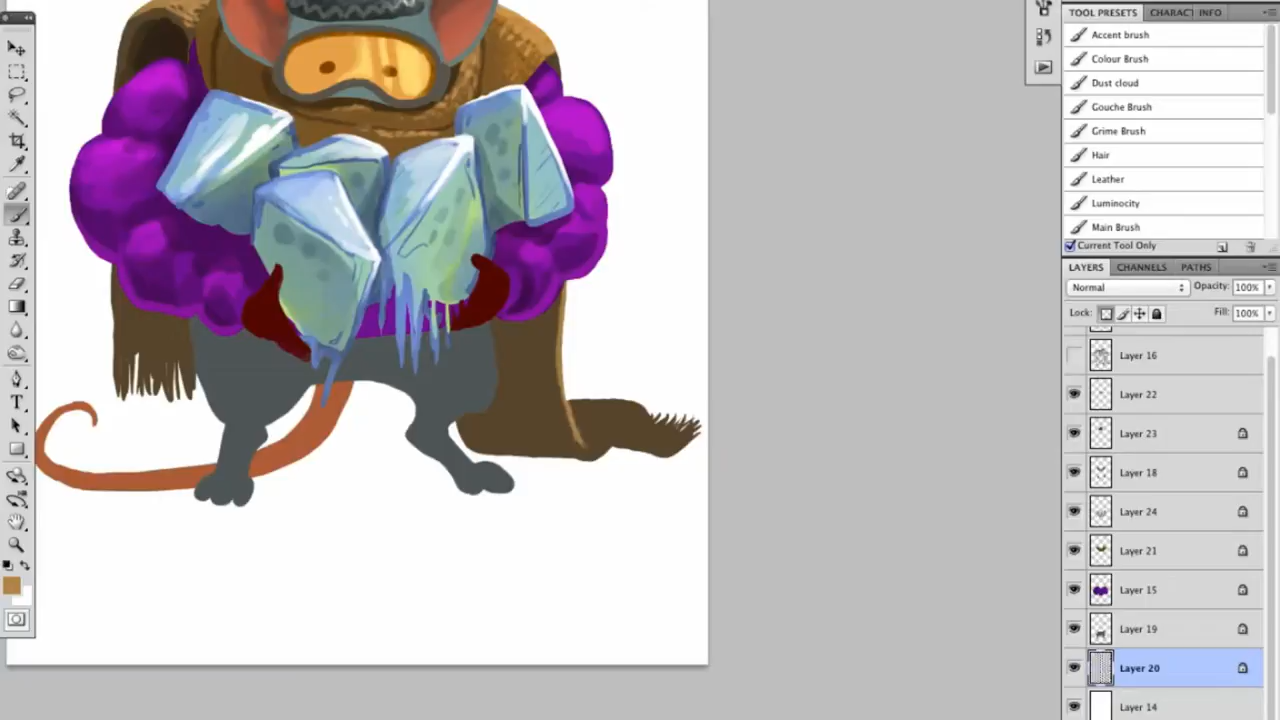 TOOL PRESETS
CHARACT
INFO
Accent brush
Colour Brush
Dust cloud
Gouche Brush
Grime Brush
Hair
Leather
Luminocity
Main Brush
Current Tool Only
LAYERS
CHANNELS
PATHS
Normal
Opacity: 100%
Lock:
Fill: 100%
Layer 16
Layer 22
Layer 23
Layer 18
Layer 24
Layer 21
Layer 15
Layer 19
Layer 20
Layer 14
T